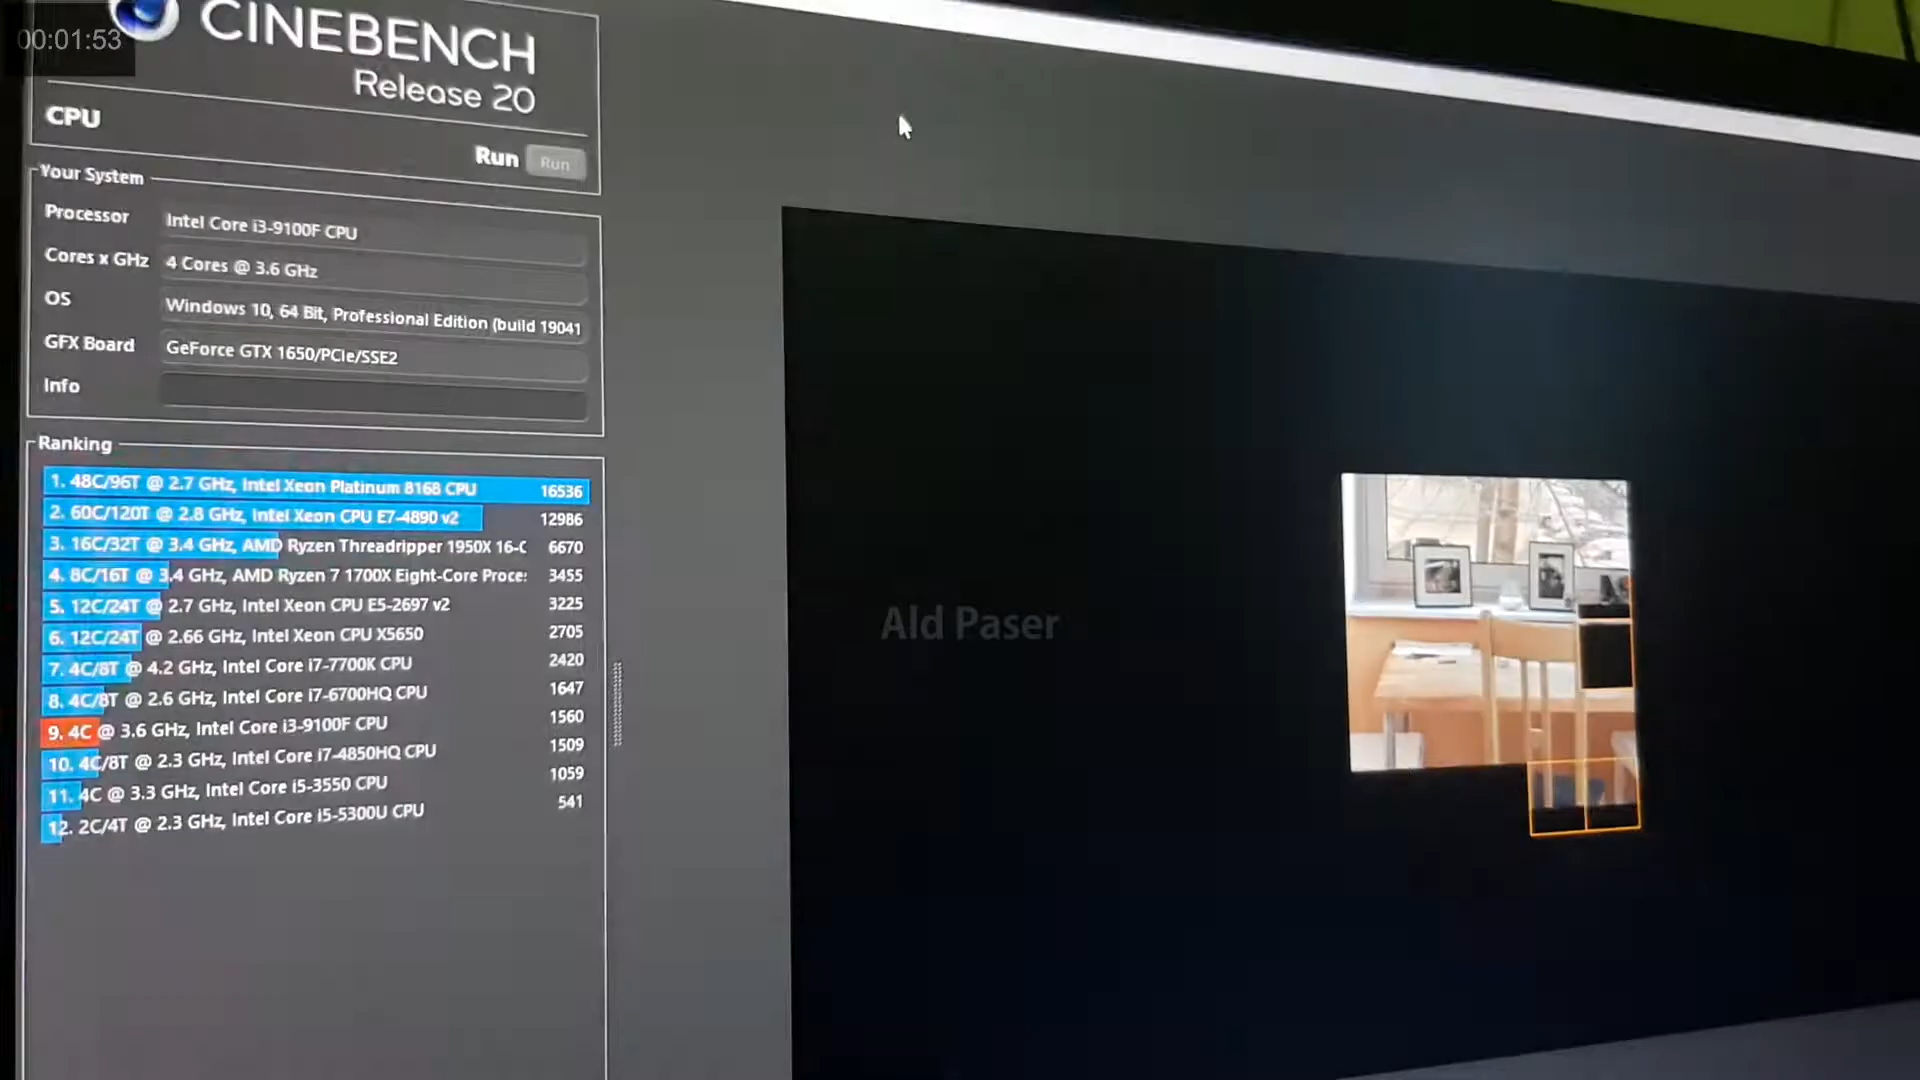 00:01:53
CINEBENCH
Release 20
CPU
Run Run
Your System
Processor Intel Core i3-9100F CPU
Cores x GHz 4 Cores @ 3.6 GHz
OS Windows 10, 64 Bit, Professional Edition (build 19041
GFX Board GeForce GTX 1650/PCIe/SSE2
Info
Ranking
1. 48C/96T @ 2.7 GHz, Intel Xeon Platinum 8168 CPU 16536
2. 60C/120T @ 2.8 GHz, Intel Xeon CPU E7-4890 v2 12986
3. 16C/32T @ 3.4 GHz, AMD Ryzen Threadripper 1950X 16-C 6670
4. 8C/16T @ 3.4 GHz, AMD Ryzen 7 1700X Eight-Core Proce: 3455
5. 12C/24T @ 2.7 GHz, Intel Xeon CPU E5-2697 v2 3225
6. 12C/24T @ 2.66 GHz, Intel Xeon CPU X5650 2705
7. 4C/8T @ 4.2 GHz, Intel Core i7-7700K CPU 2420
8. 4C/8T @ 2.6 GHz, Intel Core i7-6700HQ CPU 1647
9. 4C @ 3.6 GHz, Intel Core i3-9100F CPU 1560
10. 4C/8T @ 2.3 GHz, Intel Core i7-4850HQ CPU 1509
11. 4C @ 3.3 GHz, Intel Core i5-3550 CPU 1059
12. 2C/4T @ 2.3 GHz, Intel Core i5-5300U CPU 541
Ald Paser